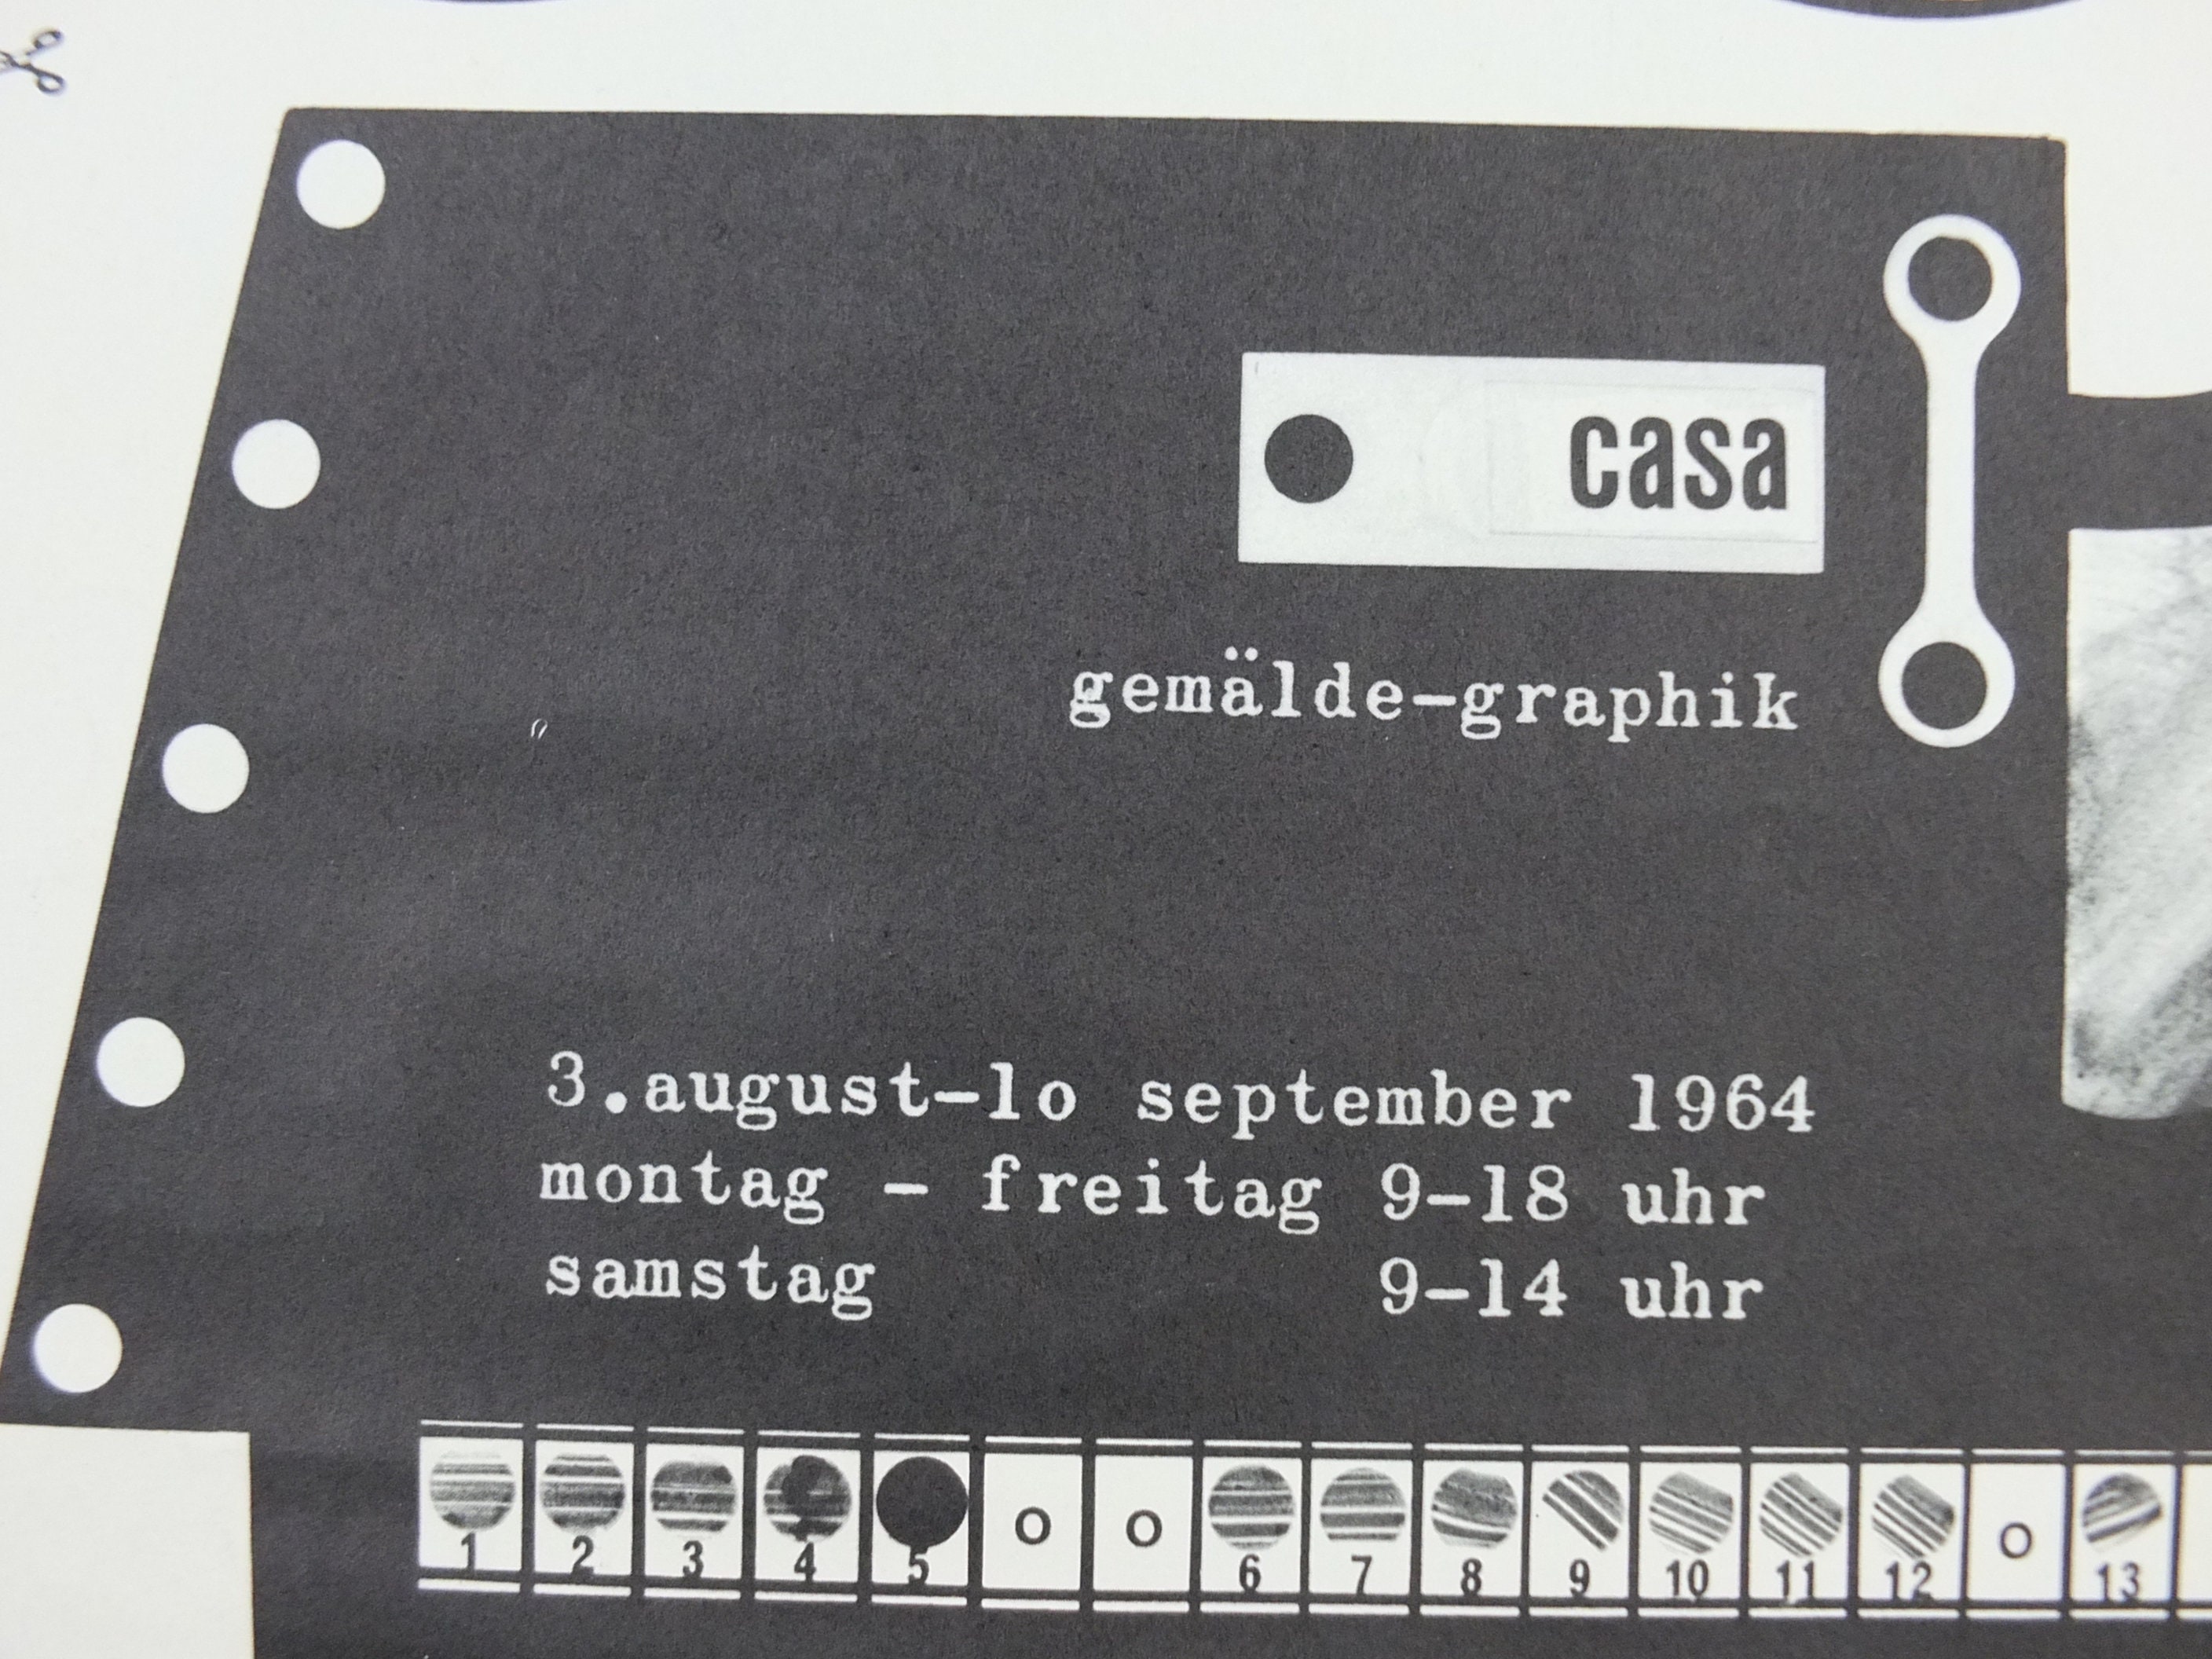 casa
gemälde-graphik
3.august-lo september 1964
montag - freitag 9-18 uhr
samstag 9-14 uhr
1 2 3 4 5 o o 6 7 8 9 10 11 12 o 13